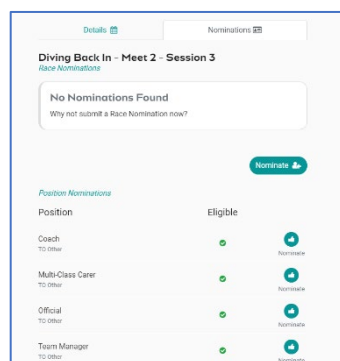 Details
Nominations
Diving Back In - Meet 2 - Session 3
Race Nominations
No Nominations Found
Why not submit a Race Nomination now?
Nominate
Position Nominations
Position Eligible
Coach
TO Other
Nominate
Multi-Class Carer
TO Other
Nominate
Official
TO Other
Nominate
Team Manager
TO Other
Nominate